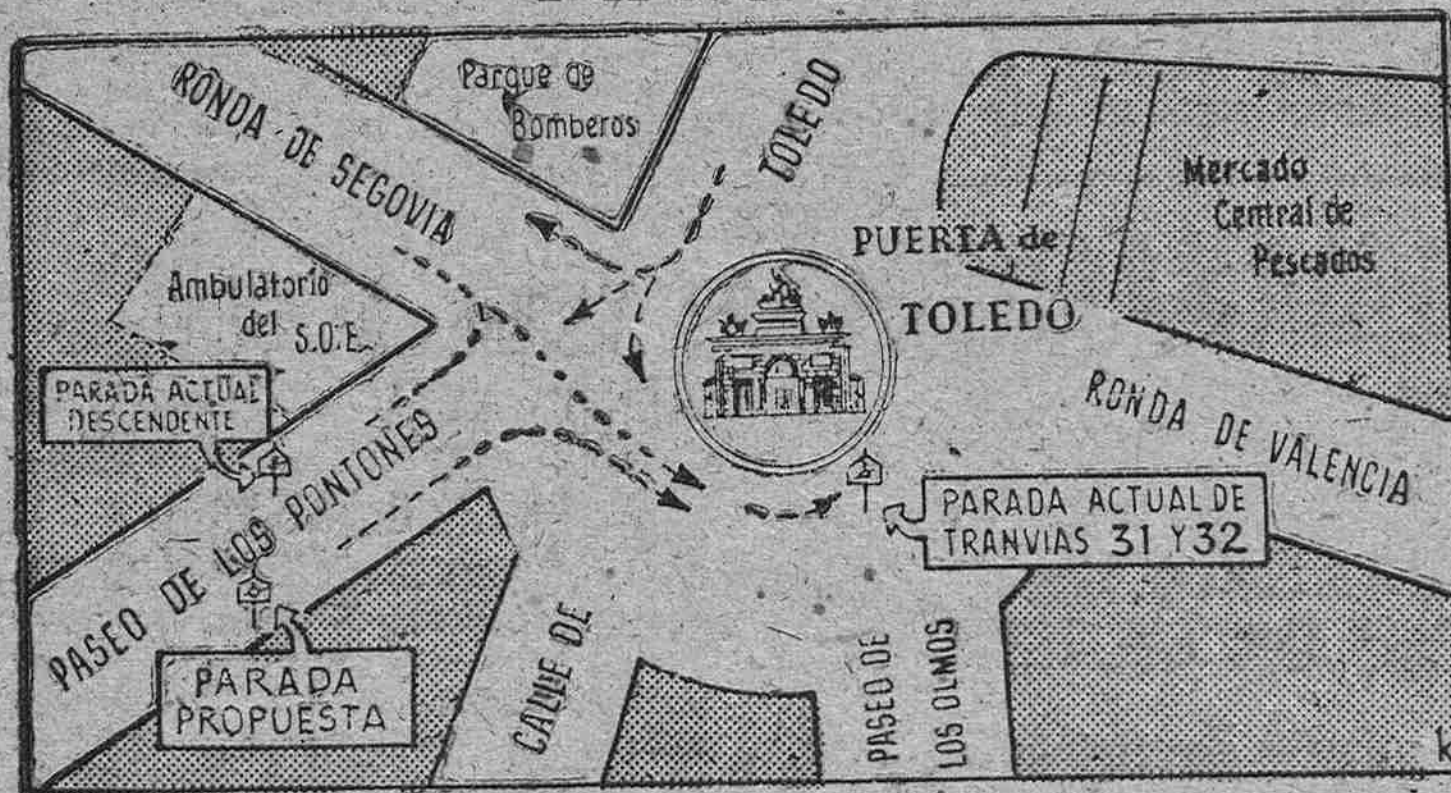 RONDA DE SEGOVIA
Parque de
Bomberos
TOLEDO
Mercado
Central de
Pescados
PUERTA de
TOLEDO
Ambulatorio
del S.O.E.
PARADA ACTUAL
DESCENDENTE
RONDA DE VALENCIA
PARADA ACTUAL DE
TRANVIAS 31 Y 32
PASEO DE LOS PONTONES
PARADA
PROPUESTA
CALLE DE
PASEO DE
LOS OLMOS